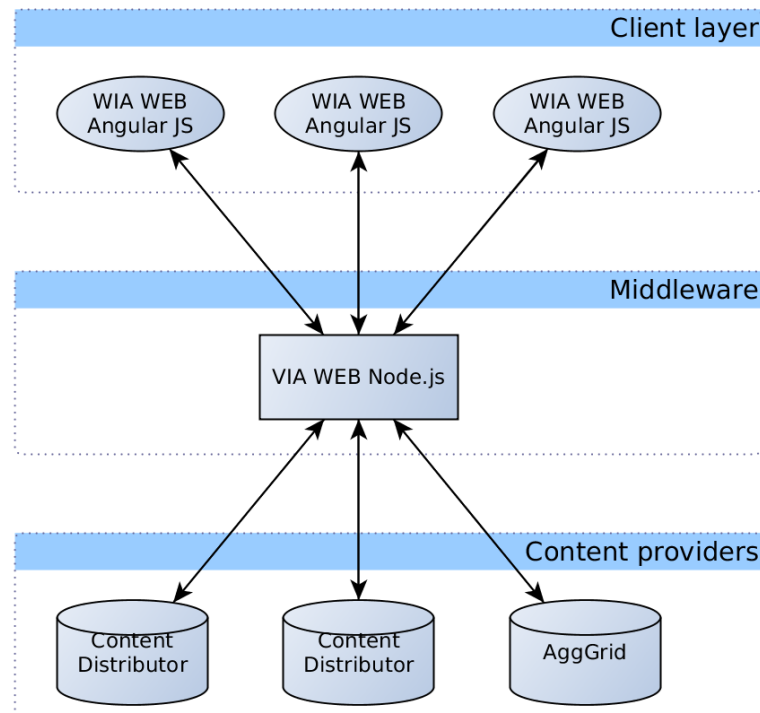 Client layer
WIA WEB
Angular JS
WIA WEB
Angular JS
WIA WEB
Angular JS
Middleware
VIA WEB Node.js
Content providers
Content
Distributor
Content
Distributor
AggGrid